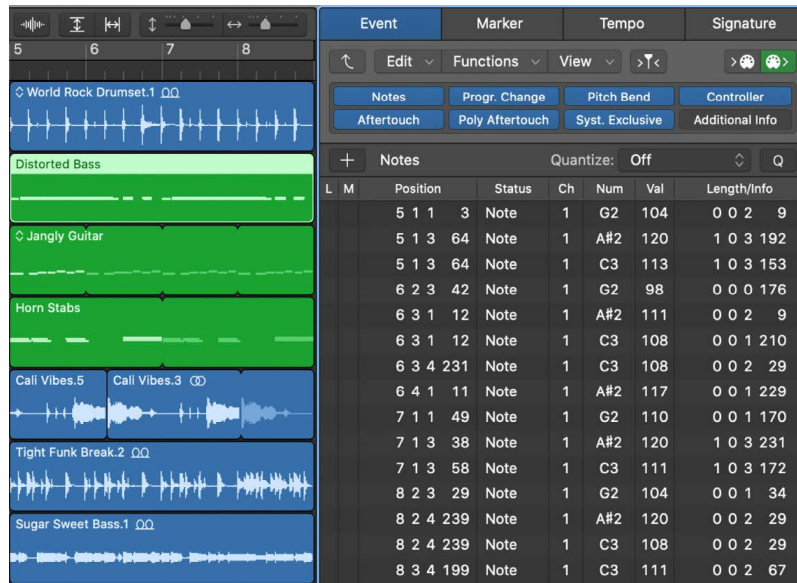 Event Marker Tempo Signature
5 6 7 8
Edit Functions View
World Rock Drumset.1
Notes Progr. Change Pitch Bend Controller
Aftertouch Poly Aftertouch Syst. Exclusive Additional Info
Distorted Bass
+ Notes Quantize: Off Q
L M Position Status Ch Num Val Length/Info
5 1 1 3 Note 1 G2 104 0 0 2 9
5 1 3 64 Note 1 A#2 120 1 0 3 192
Jangly Guitar
5 1 3 64 Note 1 C3 113 1 0 3 153
6 2 3 42 Note 1 G2 98 0 0 0 176
Horn Stabs
6 3 1 12 Note 1 A#2 111 0 0 2 9
6 3 1 12 Note 1 C3 108 0 0 1 210
6 3 4 231 Note 1 C3 108 0 0 2 29
Cali Vibes.5 Cali Vibes.3
6 4 1 11 Note 1 A#2 117 0 0 1 229
7 1 1 49 Note 1 G2 110 0 0 1 170
7 1 3 38 Note 1 A#2 120 1 0 3 231
Tight Funk Break.2
7 1 3 58 Note 1 C3 111 1 0 3 172
8 2 3 29 Note 1 G2 104 0 0 1 34
8 2 4 239 Note 1 A#2 120 0 0 2 29
Sugar Sweet Bass.1
8 2 4 239 Note 1 C3 108 0 0 2 29
8 3 4 199 Note 1 C3 111 0 0 2 67